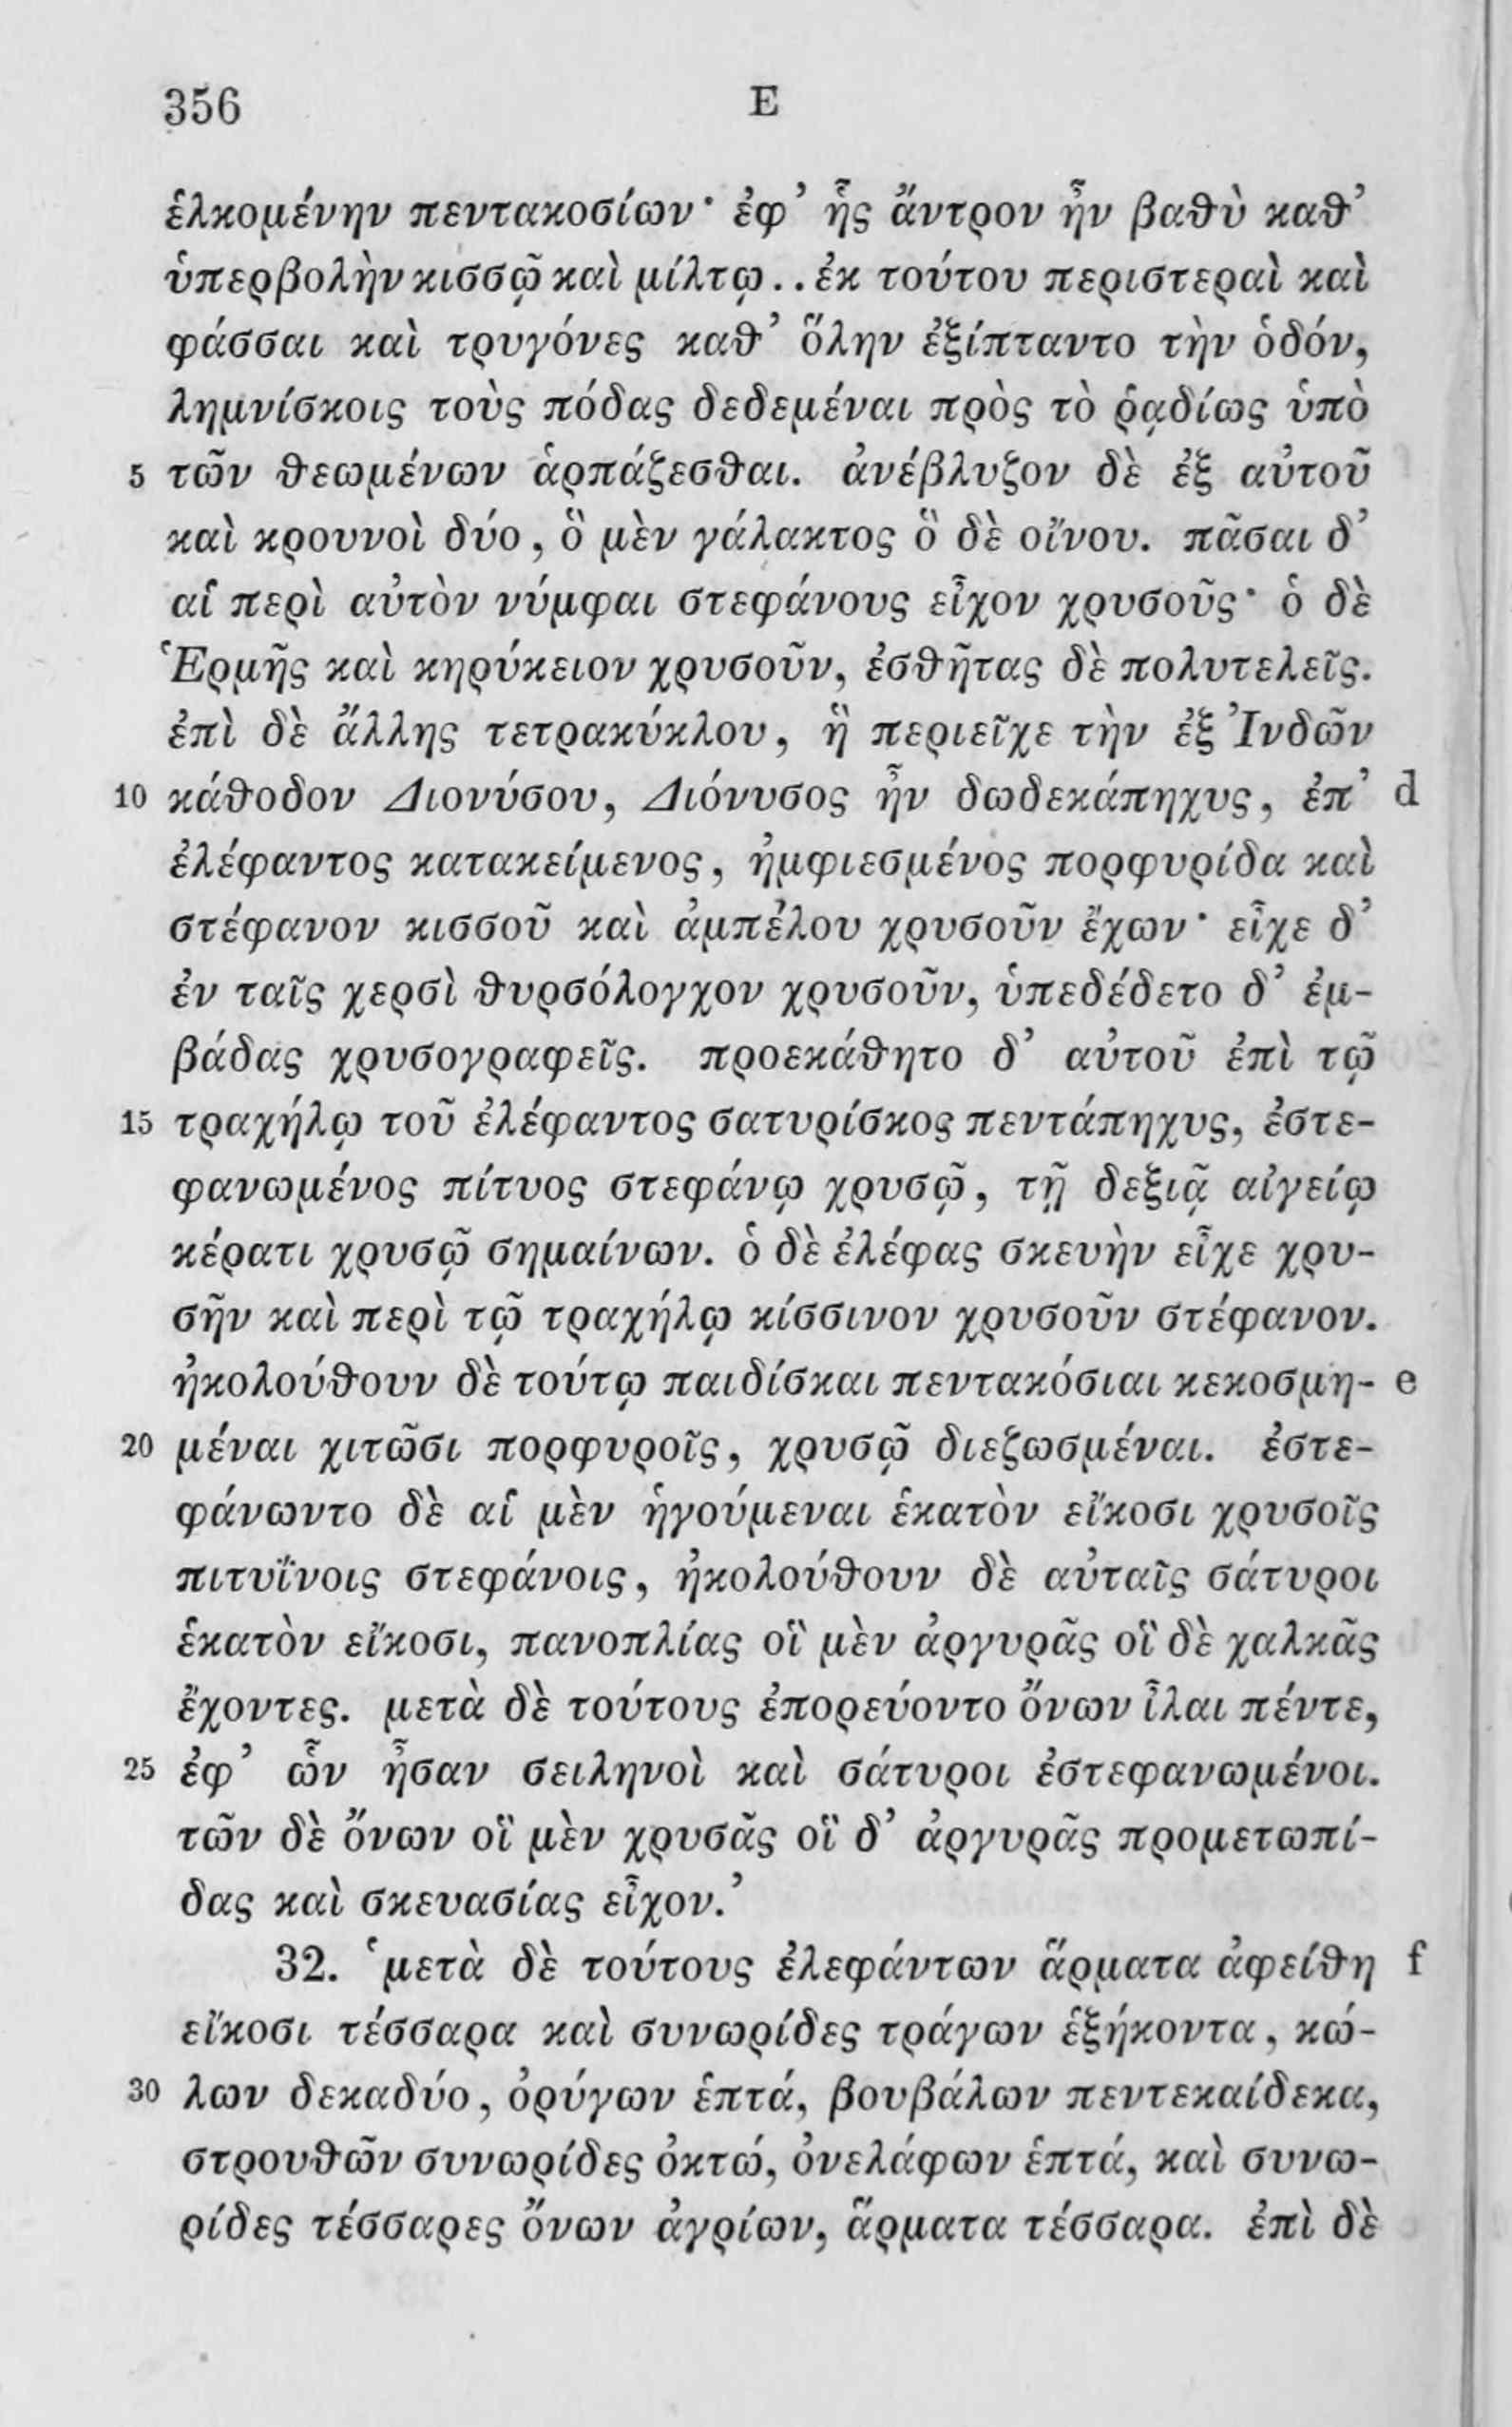 356 Ε
ἑλκομένην πεντακοσίων· ἐφ’ ἧς ἄντρον ἦν βαθὺ καθ’
ὑπερβολὴν κισσῷ καὶ μίλτῳ.. ἐκ τούτου περιστεραὶ καὶ
φάσσαι καὶ τρυγόνες καθ’ ὅλην ἐξίπταντο τὴν ὁδόν,
λημνίσκοις τοὺς πόδας δεδεμέναι πρὸς τὸ ῥᾳδίως ὑπὸ
5 τῶν θεωμένων ἁρπάζεσθαι. ἀνέβλυζον δὲ ἐξ αὐτοῦ
καὶ κρουνοὶ δύο, ὃ μὲν γάλακτος ὃ δὲ οἴνου. πᾶσαι δ’
αἱ περὶ αὐτὸν νύμφαι στεφάνους εἶχον χρυσοῦς· ὁ δὲ
Ἑρμῆς καὶ κηρύκειον χρυσοῦν, ἐσθῆτας δὲ πολυτελεῖς.
ἐπὶ δὲ ἄλλης τετρακύκλου, ἣ περιεῖχε τὴν ἐξ Ἰνδῶν
10 κάθοδον Διονύσου, Διόνυσος ἦν δωδεκάπηχυς, ἐπ’ d
ἐλέφαντος κατακείμενος, ἠμφιεσμένος πορφυρίδα καὶ
στέφανον κισσοῦ καὶ ἀμπέλου χρυσοῦν ἔχων· εἶχε δ’
ἐν ταῖς χερσὶ θυρσόλογχον χρυσοῦν, ὑπεδέδετο δ’ ἐμ-
βάδας χρυσογραφεῖς. προεκάθητο δ’ αὐτοῦ ἐπὶ τῷ
15 τραχήλῳ τοῦ ἐλέφαντος σατυρίσκος πεντάπηχυς, ἐστε-
φανωμένος πίτυος στεφάνῳ χρυσῷ, τῇ δεξιᾷ αἰγείῳ
κέρατι χρυσῷ σημαίνων. ὁ δὲ ἐλέφας σκευὴν εἶχε χρυ-
σῆν καὶ περὶ τῷ τραχήλῳ κίσσινον χρυσοῦν στέφανον.
ἠκολούθουν δὲ τούτῳ παιδίσκαι πεντακόσιαι κεκοσμη- e
20 μέναι χιτῶσι πορφυροῖς, χρυσῷ διεζωσμέναι. ἐστε-
φάνωντο δὲ αἱ μὲν ἡγούμεναι ἑκατὸν εἴκοσι χρυσοῖς
πιτυΐνοις στεφάνοις, ἠκολούθουν δὲ αὐταῖς σάτυροι
ἑκατὸν εἴκοσι, πανοπλίας οἳ μὲν ἀργυρᾶς οἳ δὲ χαλκᾶς
ἔχοντες. μετὰ δὲ τούτους ἐπορεύοντο ὄνων ἶλαι πέντε,
25 ἐφ’ ὧν ἦσαν σειληνοὶ καὶ σάτυροι ἐστεφανωμένοι.
τῶν δὲ ὄνων οἳ μὲν χρυσᾶς οἳ δ’ ἀργυρᾶς προμετωπί-
δας καὶ σκευασίας εἶχον.’
32. ‘μετὰ δὲ τούτους ἐλεφάντων ἅρματα ἀφείθη f
εἴκοσι τέσσαρα καὶ συνωρίδες τράγων ἑξήκοντα, κώ-
30 λων δεκαδύο, ὀρύγων ἑπτά, βουβάλων πεντεκαίδεκα,
στρουθῶν συνωρίδες ὀκτώ, ὀνελάφων ἑπτά, καὶ συνω-
ρίδες τέσσαρες ὄνων ἀγρίων, ἅρματα τέσσαρα. ἐπὶ δὲ